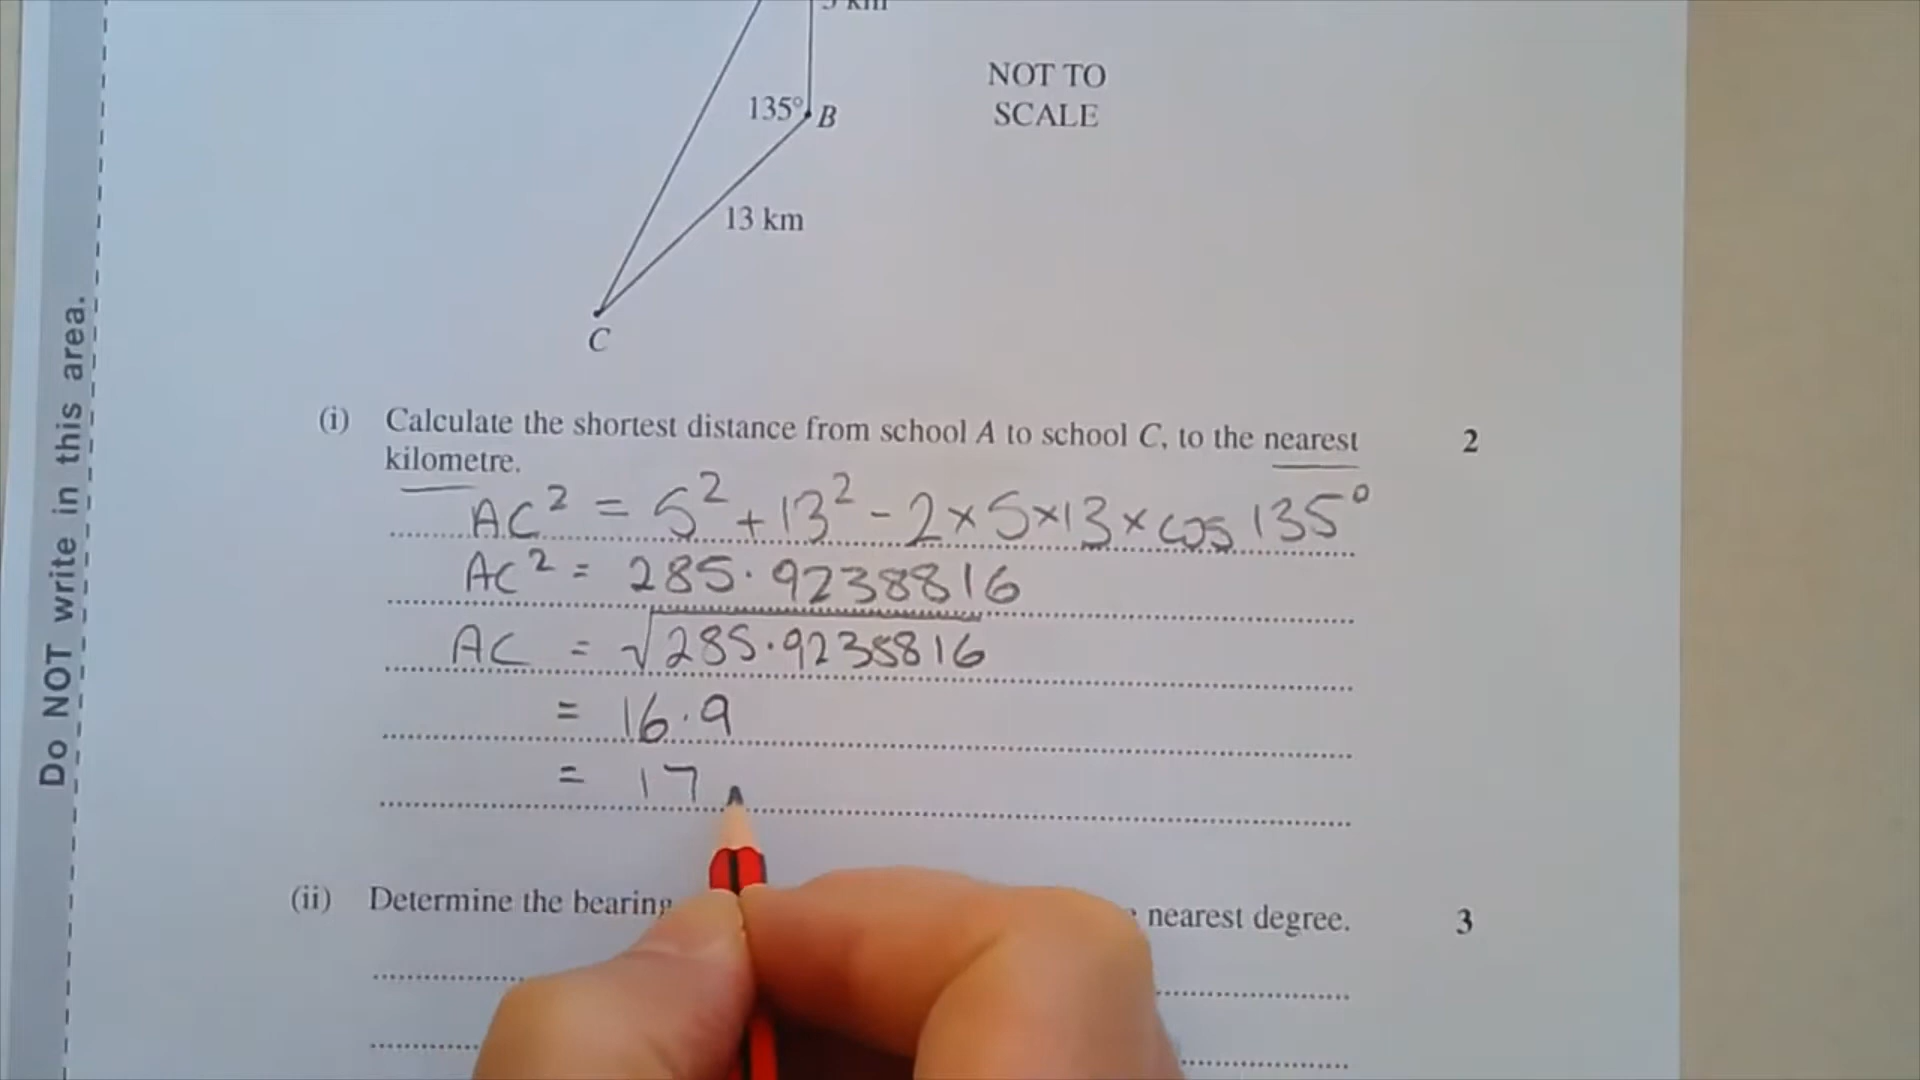 km
NOT TO
SCALE
135°
B
13 km
C
Do NOT write in this area.
(i) Calculate the shortest distance from school A to school C, to the nearest 2
kilometre.
AC² = 5² + 13² - 2 × 5 × 13 × cos 135°
AC² = 285.9238816
AC = √285.9238816
= 16.9
= 17
(ii) Determine the bearing nearest degree. 3